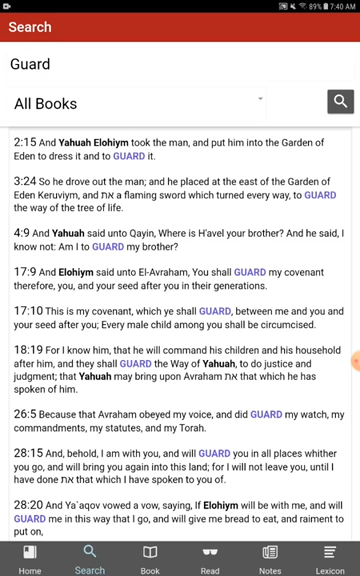 89% 7:40 AM
Search
Guard
All Books
2:15 And Yahuah Elohiym took the man, and put him into the Garden of
Eden to dress it and to GUARD it.
3:24 So he drove out the man; and he placed at the east of the Garden of
Eden Keruviym, and את a flaming sword which turned every way, to GUARD
the way of the tree of life.
4:9 And Yahuah said unto Qayin, Where is H'avel your brother? And he said, I
know not: Am I to GUARD my brother?
17:9 And Elohiym said unto El-Avraham, You shall GUARD my covenant
therefore, you, and your seed after you in their generations.
17:10 This is my covenant, which ye shall GUARD, between me and you and
your seed after you; Every male child among you shall be circumcised.
18:19 For I know him, that he will command his children and his household
after him, and they shall GUARD the Way of Yahuah, to do justice and
judgment; that Yahuah may bring upon Avraham את that which he has
spoken of him.
26:5 Because that Avraham obeyed my voice, and did GUARD my watch, my
commandments, my statutes, and my Torah.
28:15 And, behold, I am with you, and will GUARD you in all places whither
you go, and will bring you again into this land; for I will not leave you, until I
have done את that which I have spoken to you of.
28:20 And Ya`aqov vowed a vow, saying, If Elohiym will be with me, and will
GUARD me in this way that I go, and will give me bread to eat, and raiment to
put on,
Home Search Book Read Notes Lexicon